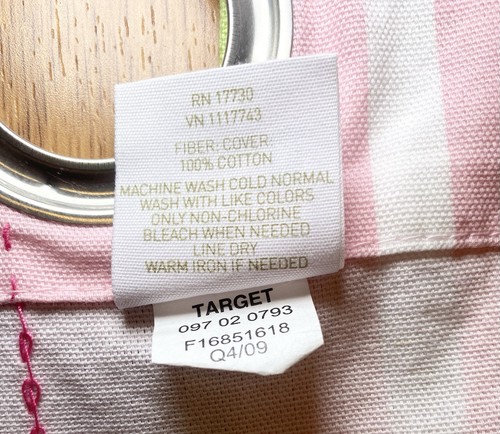 RN 17730
VN 1117743
FIBER: COVER:
100% COTTON
MACHINE WASH COLD NORMAL
WASH WITH LIKE COLORS
ONLY NON-CHLORINE
BLEACH WHEN NEEDED
LINE DRY
WARM IRON IF NEEDED
TARGET
097 02 0793
F16851618
Q4/09